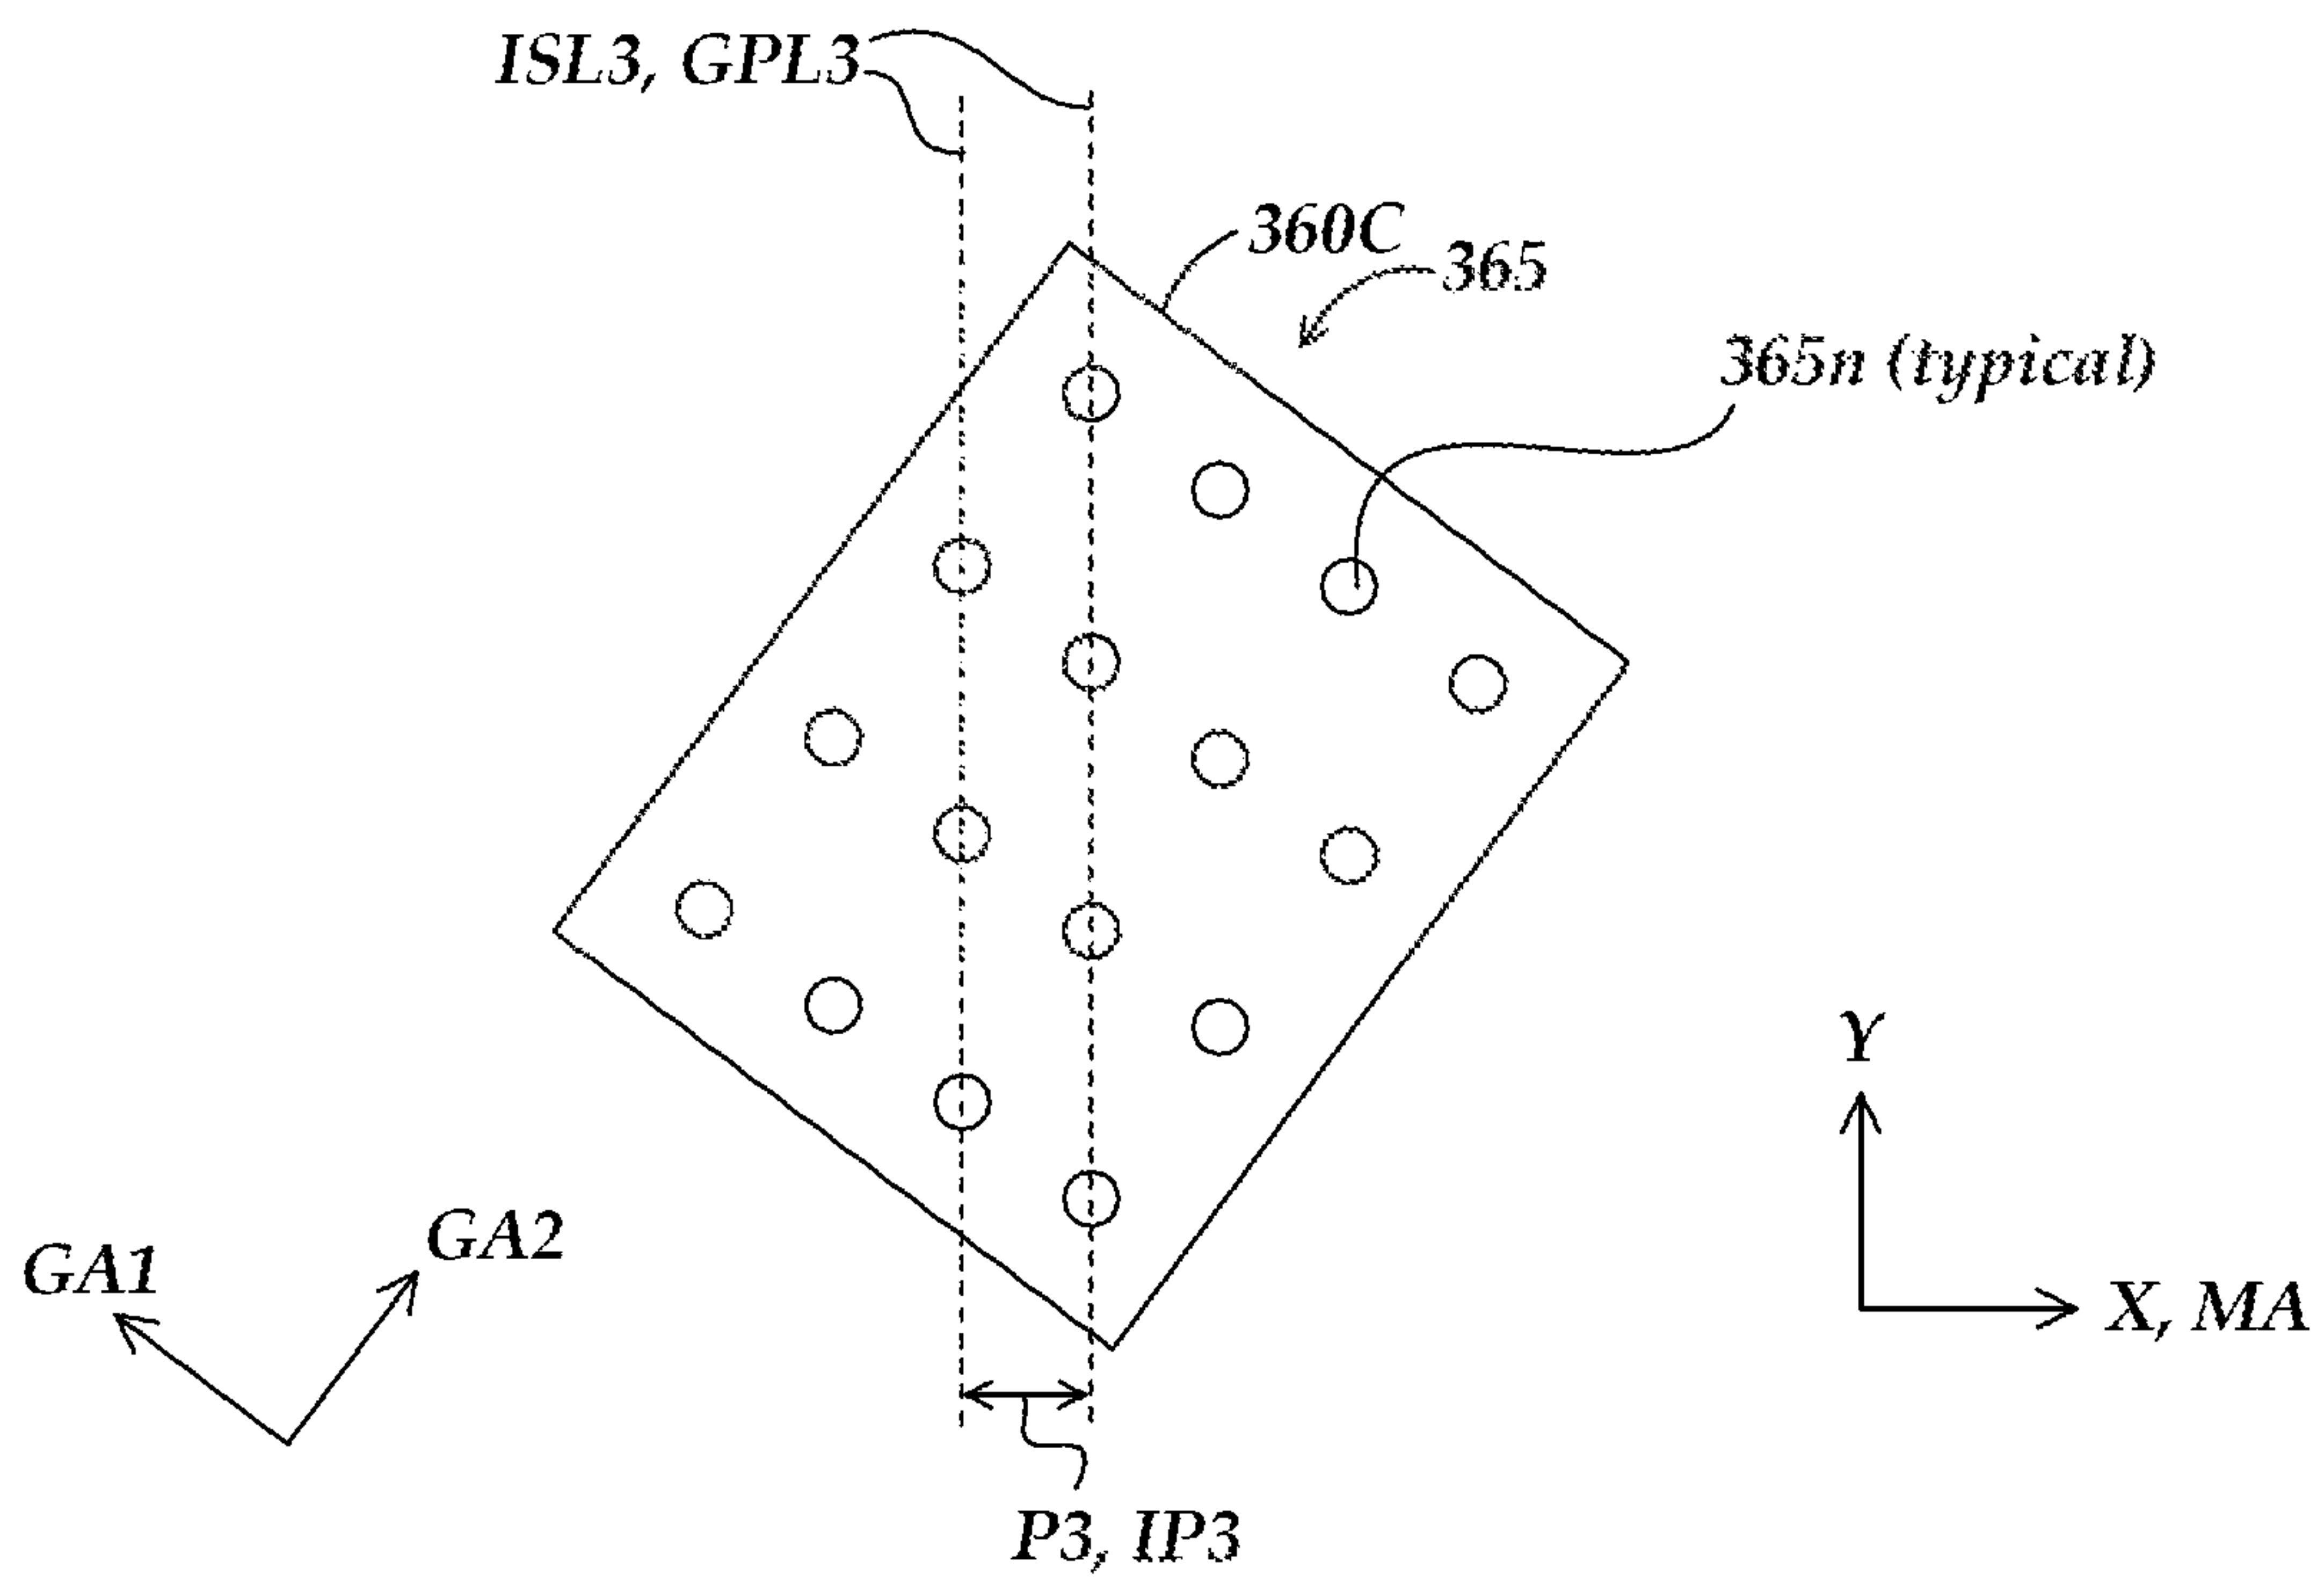 ISL3, GPL3
360C
365
365n (typical)
Y
GA2
GA1
X, MA
P3, IP3